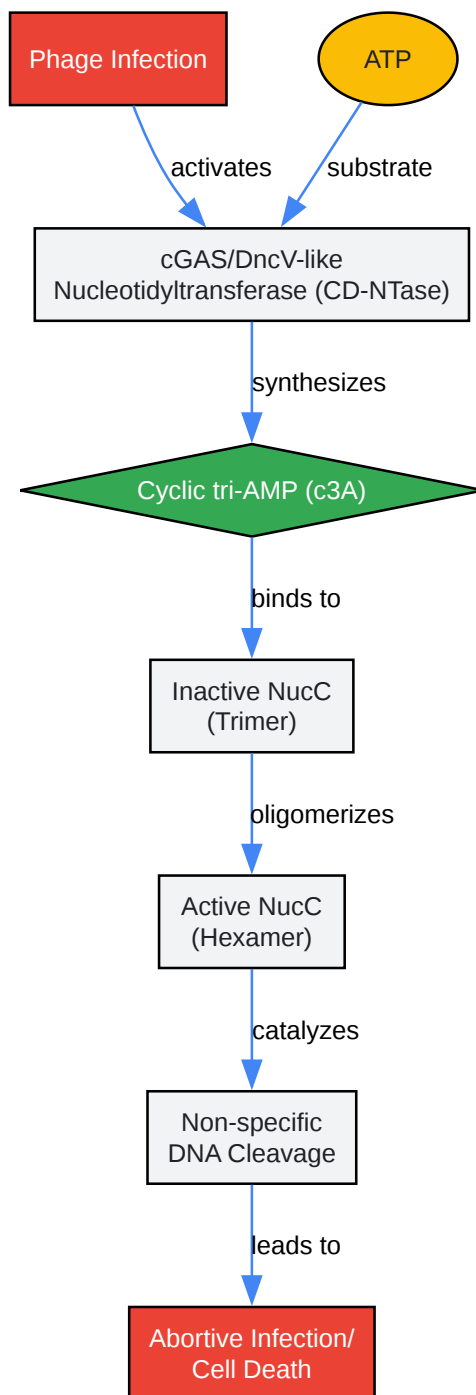 Phage Infection
ATP
activates
substrate
cGAS/DncV-like
Nucleotidyltransferase (CD-NTase)
synthesizes
Cyclic tri-AMP (c3A)
binds to
Inactive NucC
(Trimer)
oligomerizes
Active NucC
(Hexamer)
catalyzes
Non-specific
DNA Cleavage
leads to
Abortive Infection/
Cell Death